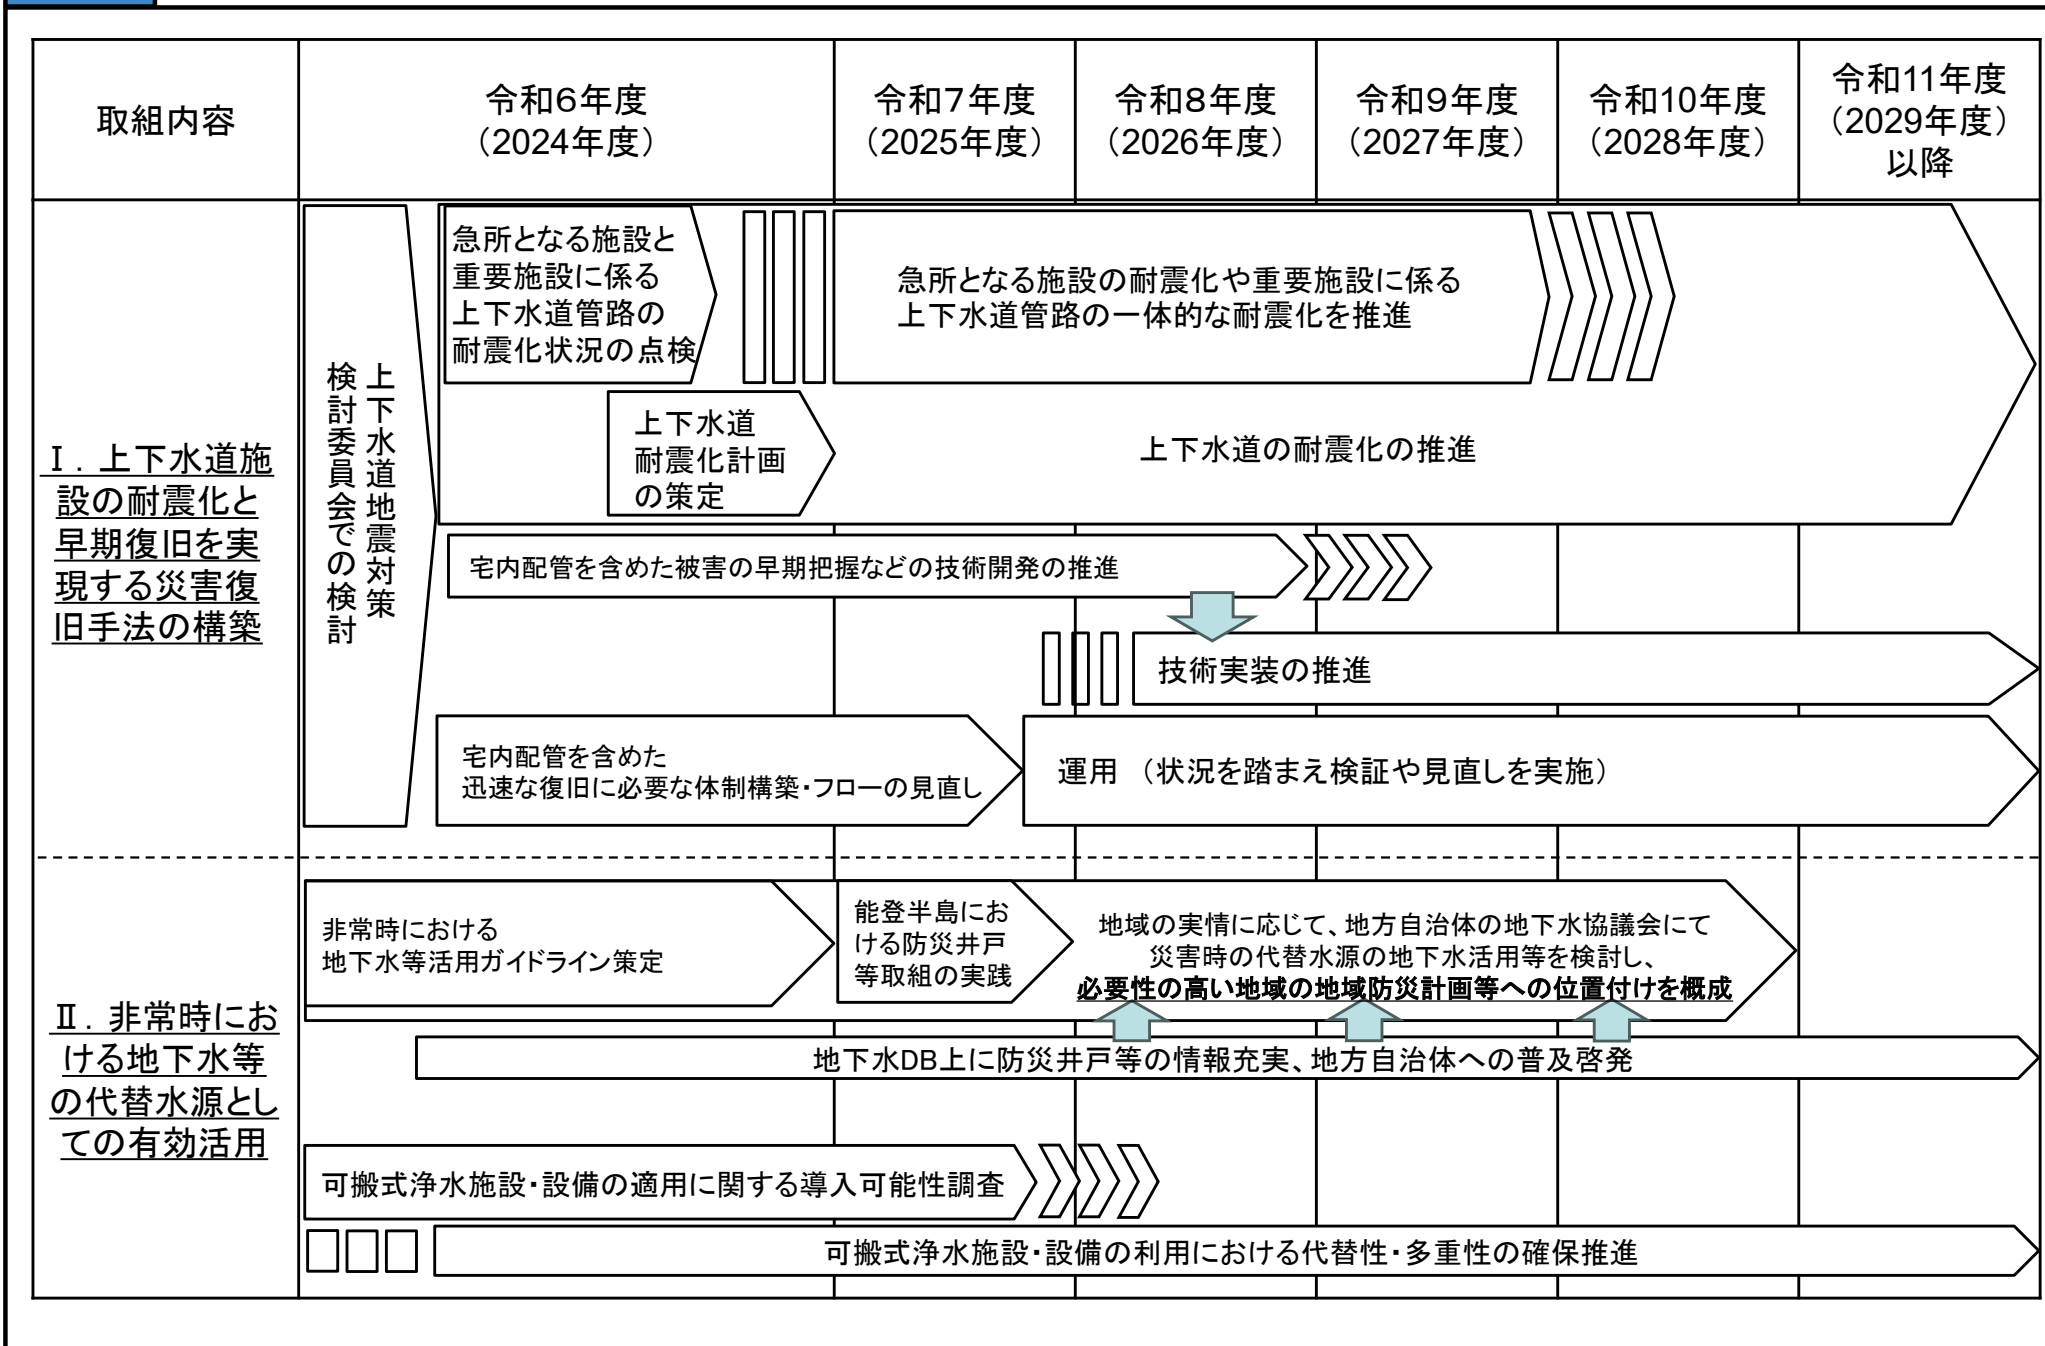 取組内容
令和6年度
（2024年度）
令和7年度
（2025年度）
令和8年度
（2026年度）
令和9年度
（2027年度）
令和10年度
（2028年度）
令和11年度
（2029年度）
以降
Ⅰ．上下水道施
設の耐震化と
早期復旧を実
現する災害復
旧手法の構築
上下水道地震対策
検討委員会での検討
急所となる施設と
重要施設に係る
上下水道管路の
耐震化状況の点検
急所となる施設の耐震化や重要施設に係る
上下水道管路の一体的な耐震化を推進
上下水道
耐震化計画
の策定
上下水道の耐震化の推進
宅内配管を含めた被害の早期把握などの技術開発の推進
技術実装の推進
宅内配管を含めた
迅速な復旧に必要な体制構築・フローの見直し
運用 （状況を踏まえ検証や見直しを実施）
Ⅱ．非常時にお
ける地下水等
の代替水源とし
ての有効活用
非常時における
地下水等活用ガイドライン策定
能登半島にお
ける防災井戸
等取組の実践
地域の実情に応じて、地方自治体の地下水協議会にて
災害時の代替水源の地下水活用等を検討し、
必要性の高い地域の地域防災計画等への位置付けを概成
地下水DB上に防災井戸等の情報充実、地方自治体への普及啓発
可搬式浄水施設・設備の適用に関する導入可能性調査
可搬式浄水施設・設備の利用における代替性・多重性の確保推進